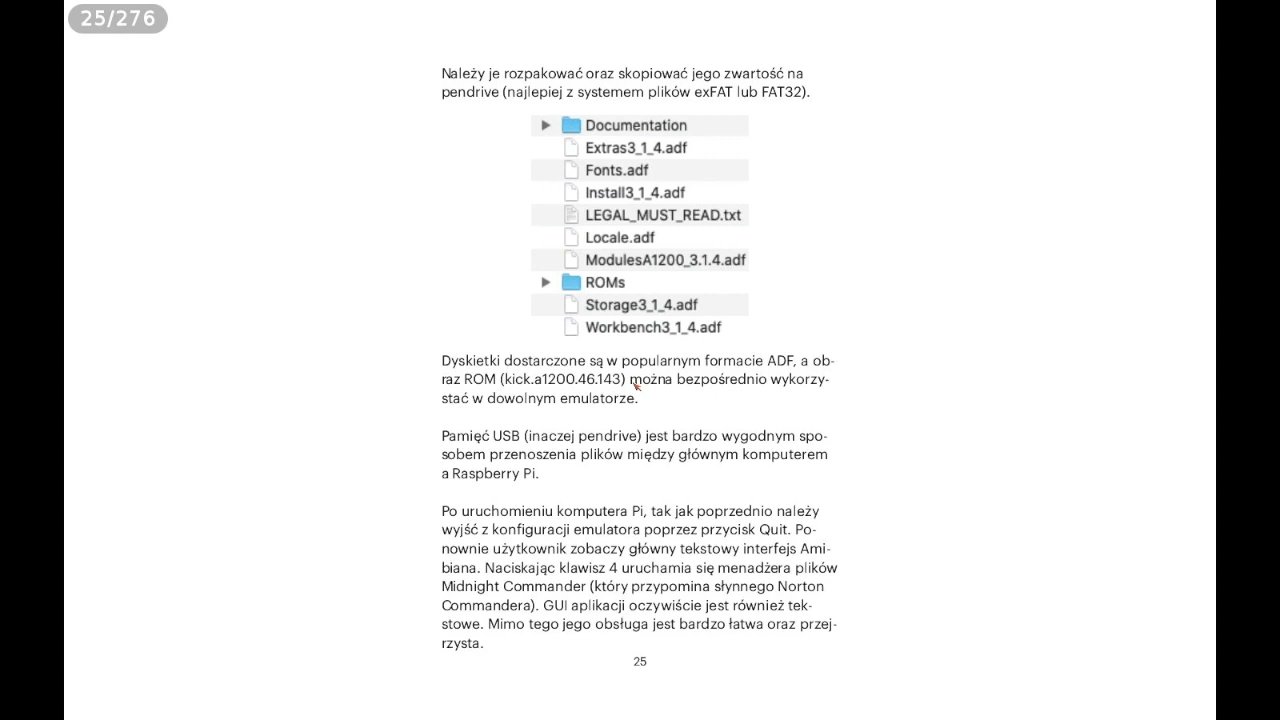 25/276
Należy je rozpakować oraz skopiować jego zwartość na
pendrive (najlepiej z systemem plików exFAT lub FAT32).
Documentation
Extras3_1_4.adf
Fonts.adf
Install3_1_4.adf
LEGAL_MUST_READ.txt
Locale.adf
ModulesA1200_3.1.4.adf
ROMs
Storage3_1_4.adf
Workbench3_1_4.adf
Dyskietki dostarczone są w popularnym formacie ADF, a ob-
raz ROM (kick.a1200.46.143) można bezpośrednio wykorzy-
stać w dowolnym emulatorze.
Pamięć USB (inaczej pendrive) jest bardzo wygodnym spo-
sobem przenoszenia plików między głównym komputerem
a Raspberry Pi.
Po uruchomieniu komputera Pi, tak jak poprzednio należy
wyjść z konfiguracji emulatora poprzez przycisk Quit. Po-
nownie użytkownik zobaczy główny tekstowy interfejs Ami-
biana. Naciskając klawisz 4 uruchamia się menadżera plików
Midnight Commander (który przypomina słynnego Norton
Commandera). GUI aplikacji oczywiście jest również tek-
stowe. Mimo tego jego obsługa jest bardzo łatwa oraz przej-
rzysta.
25